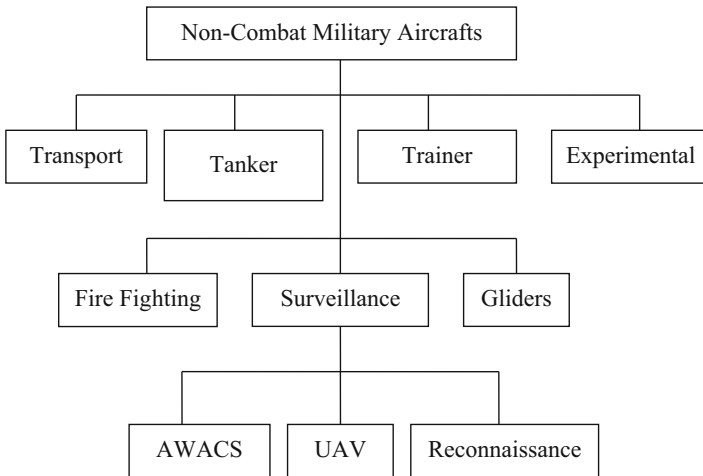 Non-Combat Military Aircrafts
Transport
Tanker
Trainer
Experimental
Fire Fighting
Surveillance
Gliders
AWACS
UAV
Reconnaissance